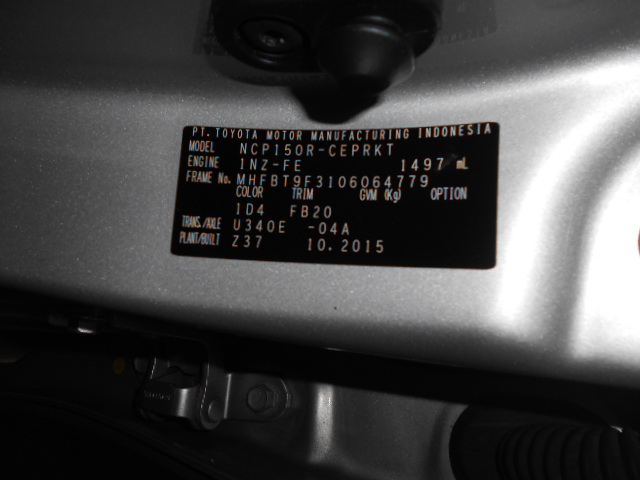 PT. TOYOTA MOTOR MANUFACTURING INDONESIA
MODEL NCP150R-CEPRKT
ENGINE 1NZ-FE 1497 mL
FRAME No. MHFBT9F3106064779
COLOR TRIM GVM (Kg) OPTION
1D4 FB20
TRANS./AXLE U340E -04A
PLANT/BUILT Z37 10.2015